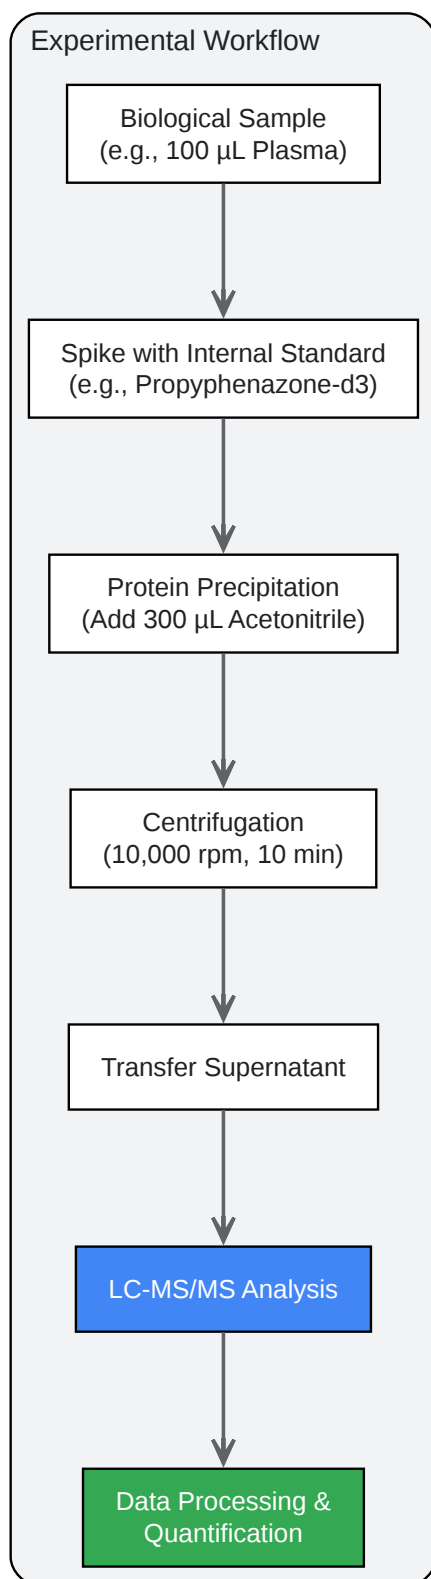 Experimental Workflow
Biological Sample
(e.g., 100 µL Plasma)
Spike with Internal Standard
(e.g., Propyphenazone-d3)
Protein Precipitation
(Add 300 µL Acetonitrile)
Centrifugation
(10,000 rpm, 10 min)
Transfer Supernatant
LC-MS/MS Analysis
Data Processing &
Quantification